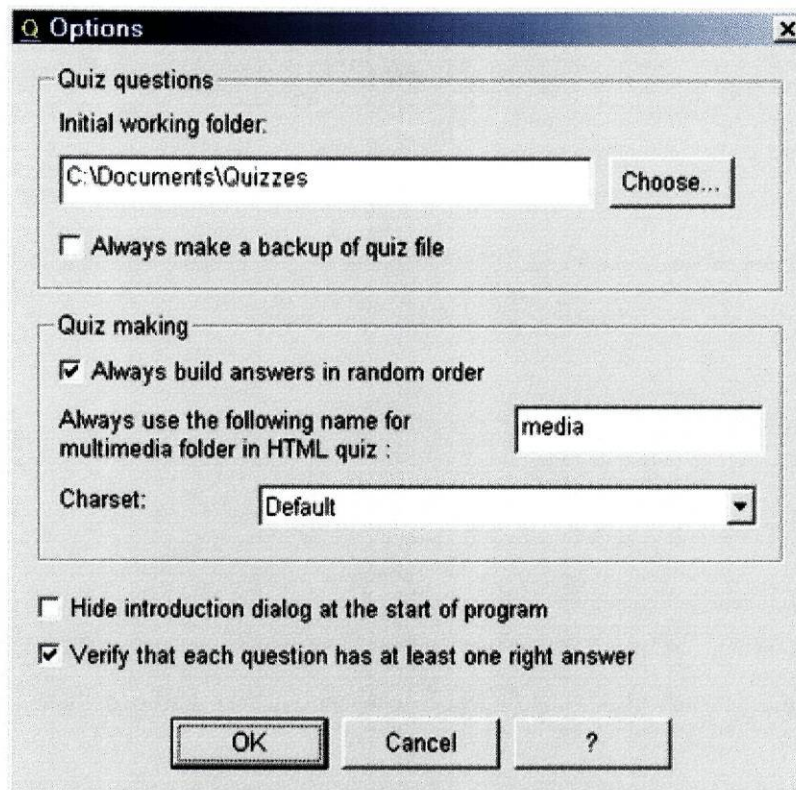 Q Options
Quiz questions
Initial working folder:
C:\Documents\Quizzes
Choose...
Always make a backup of quiz file
Quiz making
Always build answers in random order
Always use the following name for
multimedia folder in HTML quiz :
media
Charset:
Default
Hide introduction dialog at the start of program
Verify that each question has at least one right answer
OK
Cancel
?